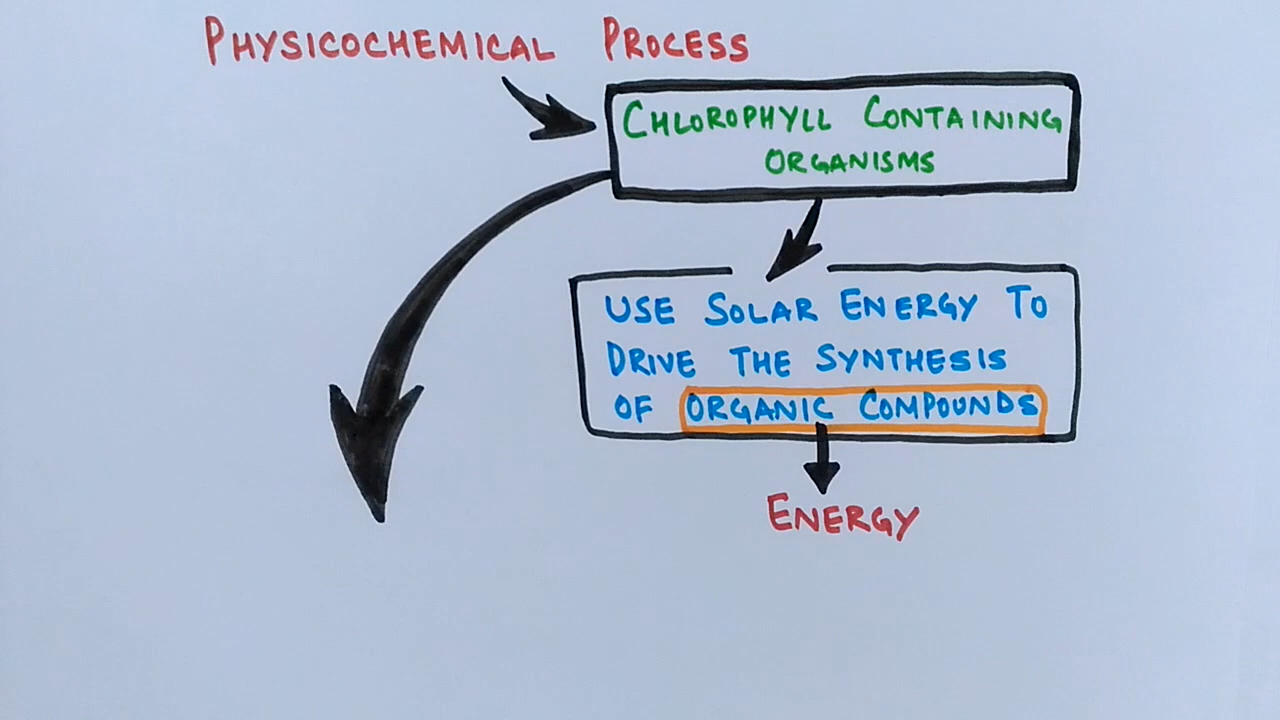 PHYSICOCHEMICAL PROCESS
CHLOROPHYLL CONTAINING
ORGANISMS
USE SOLAR ENERGY TO
DRIVE THE SYNTHESIS
OF ORGANIC COMPOUNDS
ENERGY